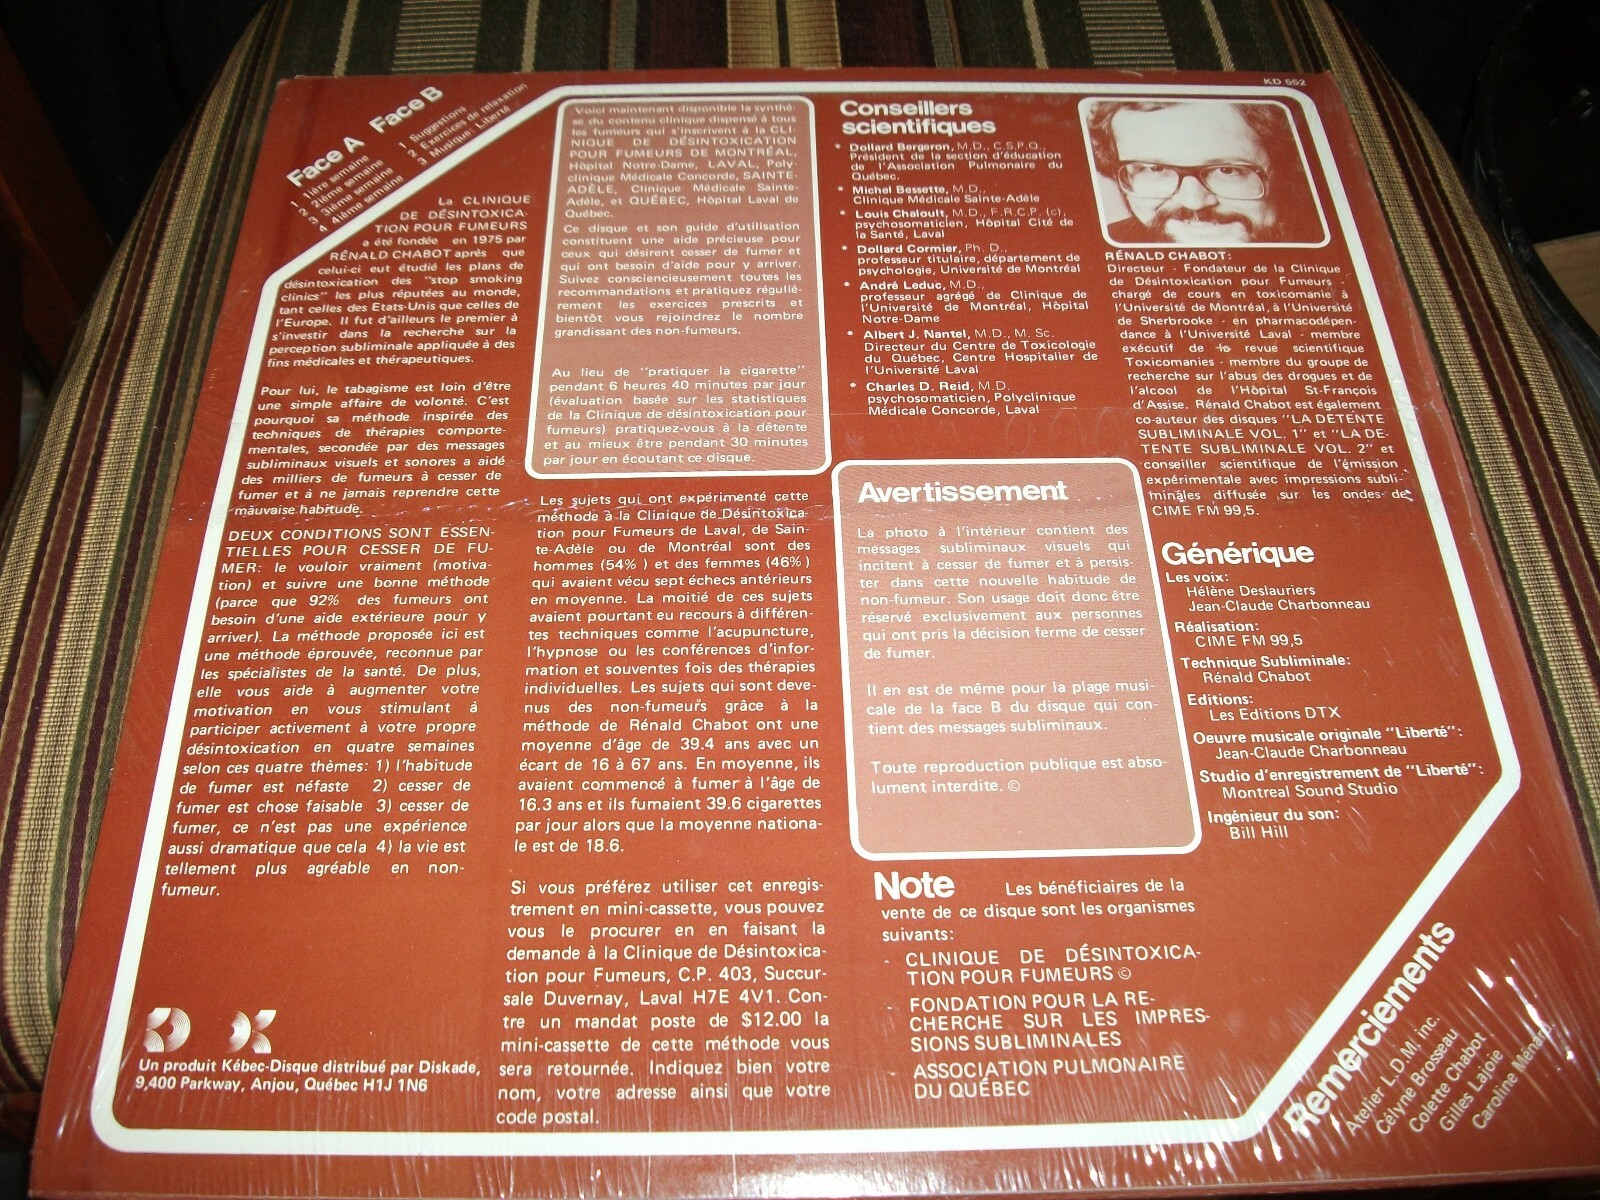 KD 552
Face A
1 1ière semaine
2 2ième semaine
3 3ième semaine
4 4ième semaine
Face B
1 Suggestions
2 Exercices de relaxation
3 Musique: Liberté
La CLINIQUE
DE DÉSINTOXICA-
TION POUR FUMEURS
a été fondée en 1975 par
RÉNALD CHABOT après que
celui-ci eut étudié les plans de
désintoxication des "stop smoking
clinics" les plus réputées au monde,
tant celles des Etats-Unis que celles de
l'Europe. Il fut d'ailleurs le premier à
s'investir dans la recherche sur la
perception subliminale appliquée à des
fins médicales et thérapeutiques.
Pour lui, le tabagisme est loin d'être
une simple affaire de volonté. C'est
pourquoi sa méthode inspirée des
techniques de thérapies comporte-
mentales, secondée par des messages
subliminaux visuels et sonores a aidé
des milliers de fumeurs à cesser de
fumer et à ne jamais reprendre cette
mauvaise habitude.
DEUX CONDITIONS SONT ESSEN-
TIELLES POUR CESSER DE FU-
MER: le vouloir vraiment (motiva-
tion) et suivre une bonne méthode
(parce que 92% des fumeurs ont
besoin d'une aide extérieure pour y
arriver). La méthode proposée ici est
une méthode éprouvée, reconnue par
les spécialistes de la santé. De plus,
elle vous aide à augmenter votre
motivation en vous stimulant à
participer activement à votre propre
désintoxication en quatre semaines
selon ces quatre thèmes: 1) l'habitude
de fumer est néfaste 2) cesser de
fumer est chose faisable 3) cesser de
fumer, ce n'est pas une expérience
aussi dramatique que cela 4) la vie est
tellement plus agréable en non-
fumeur.
Un produit Kébec-Disque distribué par Diskade,
9,400 Parkway, Anjou, Québec H1J 1N6
Voici maintenant disponible la synthè-
se du contenu clinique dispensé à tous
les fumeurs qui s'inscrivent à la CLI-
NIQUE DE DÉSINTOXICATION
POUR FUMEURS DE MONTRÉAL,
Hôpital Notre-Dame, LAVAL, Poly-
clinique Médicale Concorde, SAINTE-
ADÈLE, Clinique Médicale Sainte-
Adèle, et QUÉBEC, Hôpital Laval de
Québec.
Ce disque et son guide d'utilisation
constituent une aide précieuse pour
ceux qui désirent cesser de fumer et
qui ont besoin d'aide pour y arriver.
Suivez consciencieusement toutes les
recommandations et pratiquez réguliè-
rement les exercices prescrits et
bientôt vous rejoindrez le nombre
grandissant des non-fumeurs.
Au lieu de "pratiquer la cigarette"
pendant 6 heures 40 minutes par jour
(évaluation basée sur les statistiques
de la Clinique de désintoxication pour
fumeurs) pratiquez-vous à la détente
et au mieux être pendant 30 minutes
par jour en écoutant ce disque.
Les sujets qui ont expérimenté cette
méthode à la Clinique de Désintoxica-
tion pour Fumeurs de Laval, de Sain-
te-Adèle ou de Montréal sont des
hommes (54%) et des femmes (46%)
qui avaient vécu sept échecs antérieurs
en moyenne. La moitié de ces sujets
avaient pourtant eu recours à différen-
tes techniques comme l'acupuncture,
l'hypnose ou les conférences d'infor-
mation et souventes fois des thérapies
individuelles. Les sujets qui sont deve-
nus des non-fumeurs grâce à la
méthode de Rénald Chabot ont une
moyenne d'âge de 39.4 ans avec un
écart de 16 à 67 ans. En moyenne, ils
avaient commencé à fumer à l'âge de
16.3 ans et ils fumaient 39.6 cigarettes
par jour alors que la moyenne nationa-
le est de 18.6.
Si vous préférez utiliser cet enregis-
trement en mini-cassette, vous pouvez
vous le procurer en en faisant la
demande à la Clinique de Désintoxica-
tion pour Fumeurs, C.P. 403, Succur-
sale Duvernay, Laval H7E 4V1. Con-
tre un mandat poste de $12.00 la
mini-cassette de cette méthode vous
sera retournée. Indiquez bien votre
nom, votre adresse ainsi que votre
code postal.
Conseillers
scientifiques
* Dollard Bergeron, M.D., C.S.P.Q.,
Président de la section d'éducation
de l'Association Pulmonaire du
Québec.
* Michel Bessette, M.D.,
Clinique Médicale Sainte-Adèle
* Louis Chaloult, M.D., F.R.C.P. (c),
psychosomaticien, Hôpital Cité de
la Santé, Laval
* Dollard Cormier, Ph. D.,
professeur titulaire, département de
psychologie, Université de Montréal
* André Leduc, M.D.,
professeur agrégé de Clinique de
l'Université de Montréal, Hôpital
Notre-Dame
* Albert J. Nantel, M.D., M. Sc.
Directeur du Centre de Toxicologie
du Québec, Centre Hospitalier de
l'Université Laval
* Charles D. Reid, M.D.
psychosomaticien, Polyclinique
Médicale Concorde, Laval
Avertissement
La photo à l'intérieur contient des
messages subliminaux visuels qui
incitent à cesser de fumer et à persis-
ter dans cette nouvelle habitude de
non-fumeur. Son usage doit donc être
réservé exclusivement aux personnes
qui ont pris la décision ferme de cesser
de fumer.
Il en est de même pour la plage musi-
cale de la face B du disque qui con-
tient des messages subliminaux.
Toute reproduction publique est abso-
lument interdite. ©
Note Les bénéficiaires de la
vente de ce disque sont les organismes
suivants:
- CLINIQUE DE DÉSINTOXICA-
TION POUR FUMEURS ©
- FONDATION POUR LA RE-
CHERCHE SUR LES IMPRES-
SIONS SUBLIMINALES
- ASSOCIATION PULMONAIRE
DU QUÉBEC
RÉNALD CHABOT:
Directeur - Fondateur de la Clinique
de Désintoxication pour Fumeurs -
chargé de cours en toxicomanie à
l'Université de Montréal, à l'Université
de Sherbrooke - en pharmacodépen-
dance à l'Université Laval - membre
exécutif de la revue scientifique
Toxicomanies - membre du groupe de
recherche sur l'abus des drogues et de
l'alcool de l'Hôpital St-François
d'Assise. Rénald Chabot est également
co-auteur des disques "LA DÉTENTE
SUBLIMINALE VOL. 1" et "LA DÉ-
TENTE SUBLIMINALE VOL. 2" et
conseiller scientifique de l'émission
expérimentale avec impressions subli-
minales diffusée sur les ondes de
CIME FM 99,5.
Générique
Les voix:
Hélène Deslauriers
Jean-Claude Charbonneau
Réalisation:
CIME FM 99,5
Technique Subliminale:
Rénald Chabot
Editions:
Les Editions DTX
Oeuvre musicale originale "Liberté":
Jean-Claude Charbonneau
Studio d'enregistrement de "Liberté":
Montreal Sound Studio
Ingénieur du son:
Bill Hill
Remerciements
Atelier L.D.M. inc.
Célyne Brosseau
Colette Chabot
Gilles Lajoie
Caroline Ménard